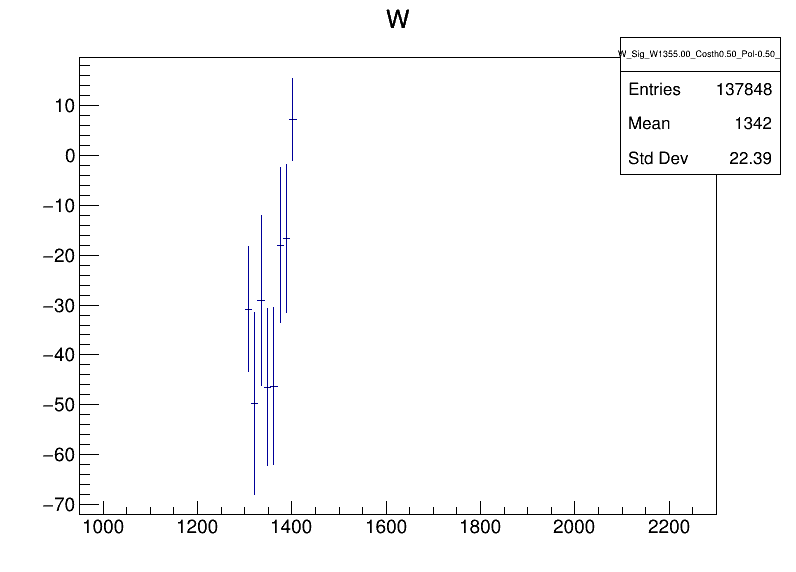 W
W_Sig_W1355.00_Costh0.50_Pol-0.50_
Entries 137848
Mean 1342
Std Dev 22.39
10
0
−10
−20
−30
−40
−50
−60
−70
1000 1200 1400 1600 1800 2000 2200